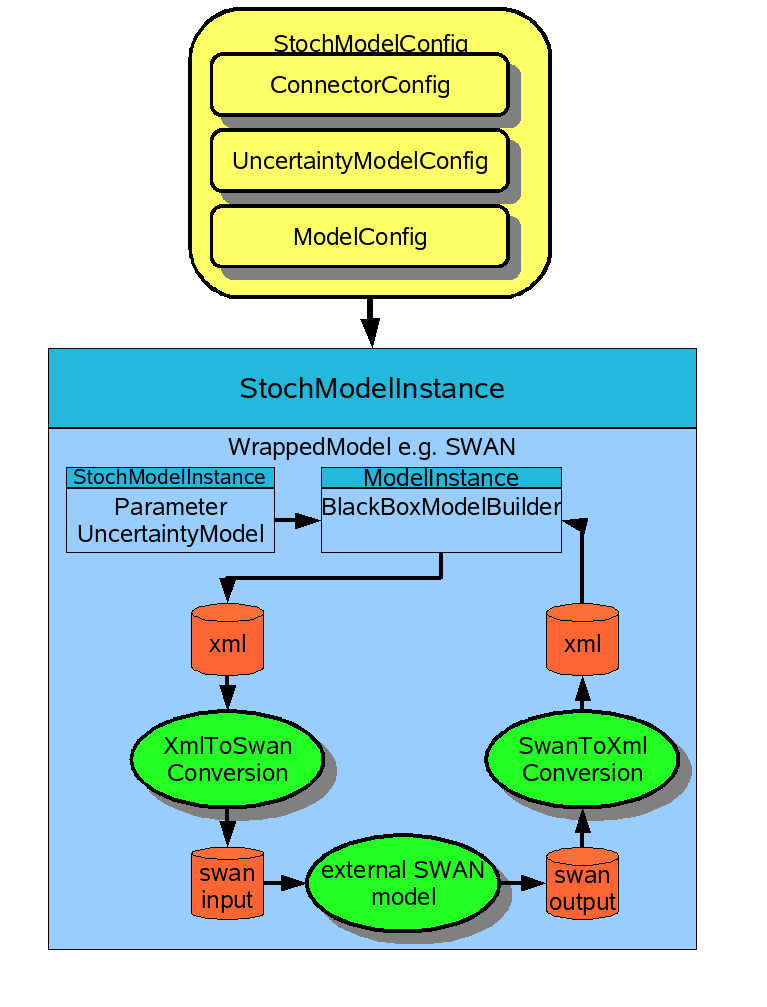 StochModelConfig
ConnectorConfig
UncertaintyModelConfig
ModelConfig
StochModelInstance
WrappedModel e.g. SWAN
StochModelInstance
Parameter
UncertaintyModel
ModelInstance
BlackBoxModelBuilder
xml
xml
XmlToSwan
Conversion
SwanToXml
Conversion
swan
input
external SWAN
model
swan
output